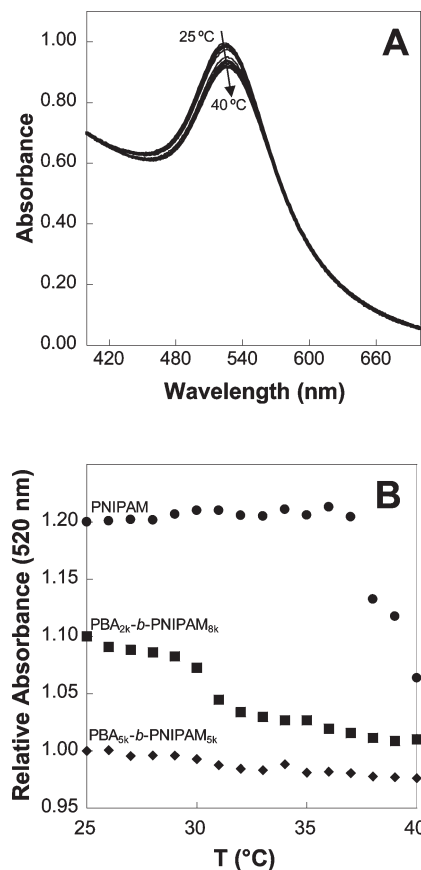 A
25 ºC
40 ºC
1.00
0.80
0.60
0.40
0.20
0.00
Absorbance
420 480 540 600 660
Wavelength (nm)
B
PNIPAM
PBA2k-b-PNIPAM8k
PBA5k-b-PNIPAM5k
1.20
1.15
1.10
1.05
1.00
0.95
Relative Absorbance (520 nm)
25 30 35 40
T (°C)